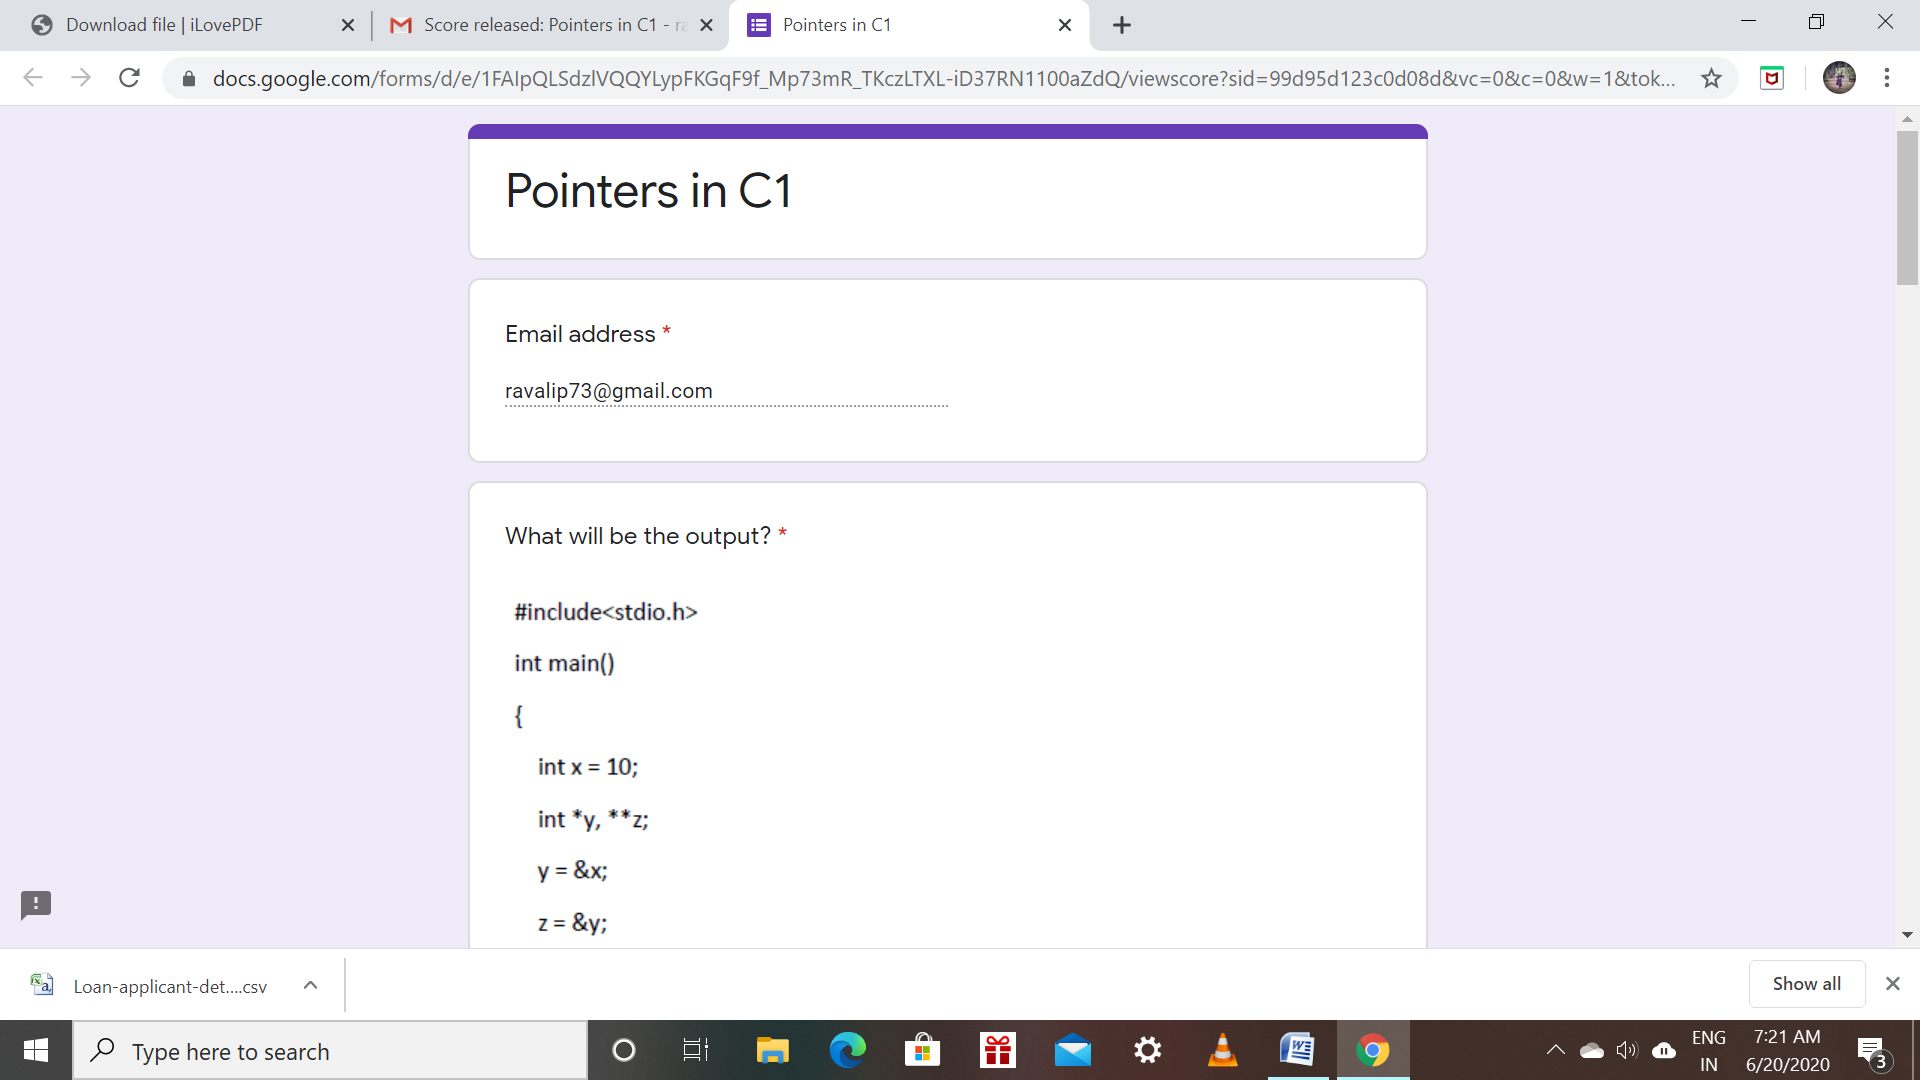 Download file | iLovePDF
Score released: Pointers in C1 - ra
Pointers in C1
docs.google.com/forms/d/e/1FAIpQLSdzlVQQYLypFKGqF9f_Mp73mR_TKczLTXL-iD37RN1100aZdQ/viewscore?sid=99d95d123c0d08d&vc=0&c=0&w=1&tok...
Pointers in C1
Email address *
ravalip73@gmail.com
What will be the output? *
#include<stdio.h>
int main()
{
int x = 10;
int *y, **z;
y = &x;
z = &y;
Loan-applicant-det....csv
Show all
Type here to search
ENG
IN
7:21 AM
6/20/2020
3